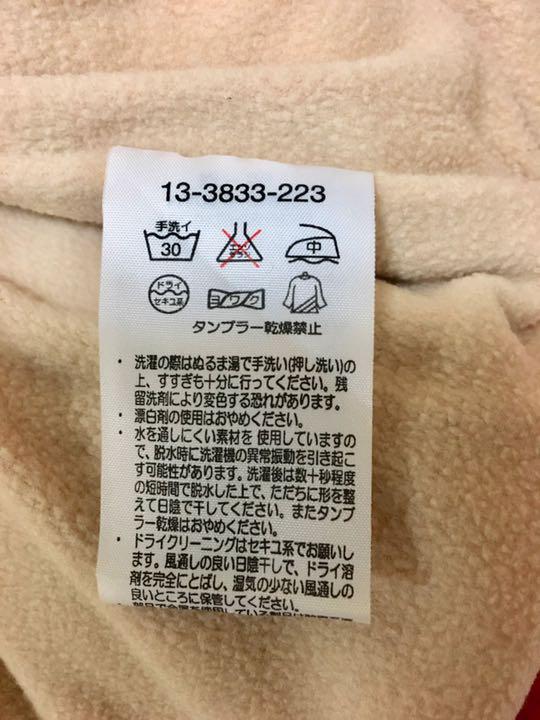 13-3833-223
手洗イ
30
エンソ
サラシ
中
ドライ
セキユ系
ヨワク
タンブラー乾燥禁止
・洗濯の際はぬるま湯で手洗い(押し洗い)の
上、すすぎも十分に行ってください。残
留洗剤により変色する恐れがあります。
・漂白剤の使用はおやめください。
・水を通しにくい素材を使用していますの
で、脱水時に洗濯機の異常振動を引き起こ
す可能性があります。洗濯後は数十秒程度
の短時間で脱水した上で、ただちに形を整
えて日陰で干してください。またタンブ
ラー乾燥はおやめください。
・ドライクリーニングはセキユ系でお願いし
ます。風通しの良い日陰干しで、ドライ溶
剤を完全にとばし、湿気の少ない風通しの
良いところに保管してください。